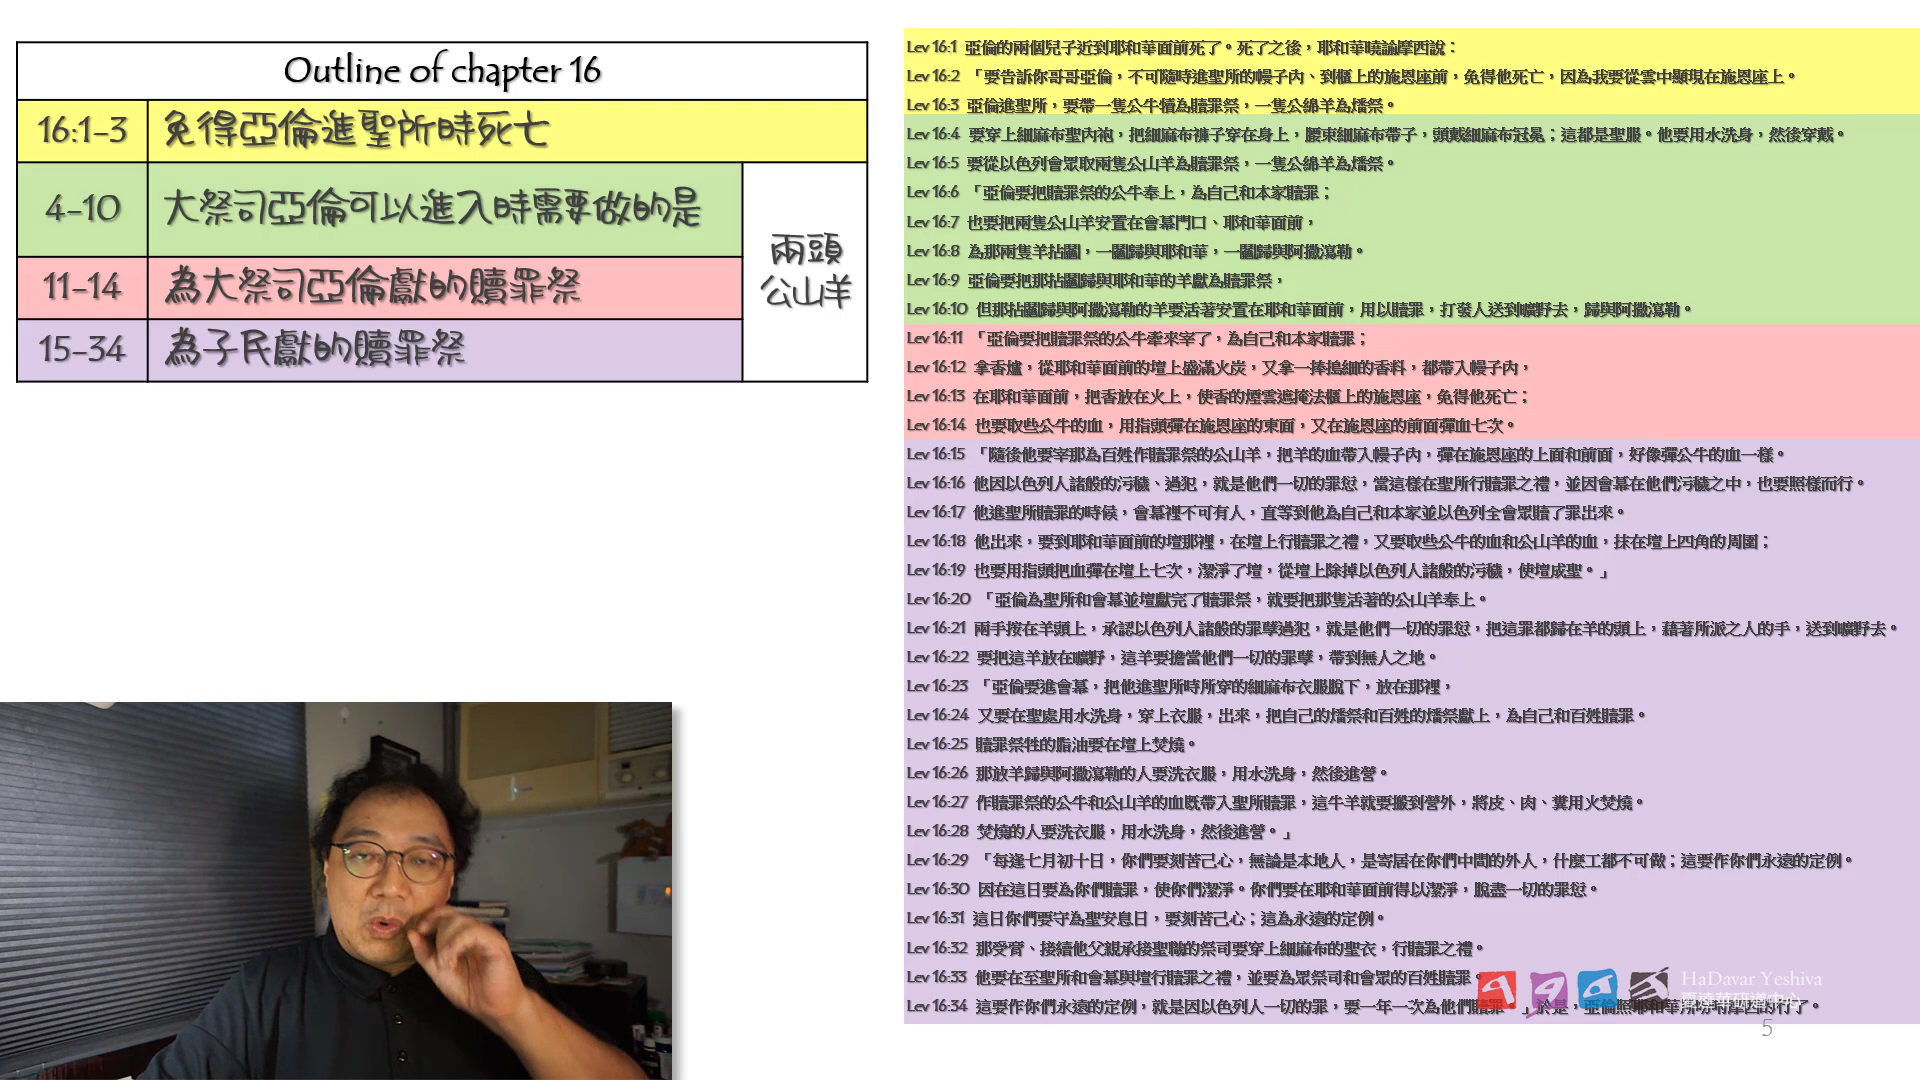 Outline of chapter 16
16:1-3 免得亞倫進聖所時死亡
4-10 大祭司亞倫可以進入時需要做的是
兩頭
公山羊
11-14 為大祭司亞倫獻的贖罪祭
15-34 為子民獻的贖罪祭
Lev 16:1 亞倫的兩個兒子近到耶和華面前死了。死了之後，耶和華曉諭摩西說：
Lev 16:2 「要告訴你哥哥亞倫，不可隨時進聖所的幔子內、到櫃上的施恩座前，免得他死亡，因為我要從雲中顯現在施恩座上。
Lev 16:3 亞倫進聖所，要帶一隻公牛犢為贖罪祭，一隻公綿羊為燔祭。
Lev 16:4 要穿上細麻布聖內袍，把細麻布褲子穿在身上，腰束細麻布帶子，頭戴細麻布冠冕；這都是聖服。他要用水洗身，然後穿戴。
Lev 16:5 要從以色列會眾取兩隻公山羊為贖罪祭，一隻公綿羊為燔祭。
Lev 16:6 「亞倫要把贖罪祭的公牛奉上，為自己和本家贖罪；
Lev 16:7 也要把兩隻公山羊安置在會幕門口、耶和華面前，
Lev 16:8 為那兩隻羊拈鬮，一鬮歸與耶和華，一鬮歸與阿撒瀉勒。
Lev 16:9 亞倫要把那拈鬮歸與耶和華的羊獻為贖罪祭，
Lev 16:10 但那拈鬮歸與阿撒瀉勒的羊要活著安置在耶和華面前，用以贖罪，打發人送到曠野去，歸與阿撒瀉勒。
Lev 16:11 「亞倫要把贖罪祭的公牛牽來宰了，為自己和本家贖罪；
Lev 16:12 拿香爐，從耶和華面前的壇上盛滿火炭，又拿一捧搗細的香料，都帶入幔子內，
Lev 16:13 在耶和華面前，把香放在火上，使香的煙雲遮掩法櫃上的施恩座，免得他死亡；
Lev 16:14 也要取些公牛的血，用指頭彈在施恩座的東面，又在施恩座的前面彈血七次。
Lev 16:15 「隨後他要宰那為百姓作贖罪祭的公山羊，把羊的血帶入幔子內，彈在施恩座的上面和前面，好像彈公牛的血一樣。
Lev 16:16 他因以色列人諸般的污穢、過犯，就是他們一切的罪愆，當這樣在聖所行贖罪之禮，並因會幕在他們污穢之中，也要照樣而行。
Lev 16:17 他進聖所贖罪的時候，會幕裡不可有人，直等到他為自己和本家並以色列全會眾贖了罪出來。
Lev 16:18 他出來，要到耶和華面前的壇那裡，在壇上行贖罪之禮，又要取些公牛的血和公山羊的血，抹在壇上四角的周圍；
Lev 16:19 也要用指頭把血彈在壇上七次，潔淨了壇，從壇上除掉以色列人諸般的污穢，使壇成聖。」
Lev 16:20 「亞倫為聖所和會幕並壇獻完了贖罪祭，就要把那隻活著的公山羊奉上。
Lev 16:21 兩手按在羊頭上，承認以色列人諸般的罪孽過犯，就是他們一切的罪愆，把這罪都歸在羊的頭上，藉著所派之人的手，送到曠野去。
Lev 16:22 要把這羊放在曠野，這羊要擔當他們一切的罪孽，帶到無人之地。
Lev 16:23 「亞倫要進會幕，把他進聖所時所穿的細麻布衣服脫下，放在那裡，
Lev 16:24 又要在聖處用水洗身，穿上衣服，出來，把自己的燔祭和百姓的燔祭獻上，為自己和百姓贖罪。
Lev 16:25 贖罪祭牲的脂油要在壇上焚燒。
Lev 16:26 那放羊歸與阿撒瀉勒的人要洗衣服，用水洗身，然後進營。
Lev 16:27 作贖罪祭的公牛和公山羊的血既帶入聖所贖罪，這牛羊就要搬到營外，將皮、肉、糞用火焚燒。
Lev 16:28 焚燒的人要洗衣服，用水洗身，然後進營。」
Lev 16:29 「每逢七月初十日，你們要刻苦己心，無論是本地人，是寄居在你們中間的外人，什麼工都不可做；這要作你們永遠的定例。
Lev 16:30 因在這日要為你們贖罪，使你們潔淨。你們要在耶和華面前得以潔淨，脫盡一切的罪愆。
Lev 16:31 這日你們要守為聖安息日，要刻苦己心；這為永遠的定例。
Lev 16:32 那受膏、接續他父親承接聖職的祭司要穿上細麻布的聖衣，行贖罪之禮。
Lev 16:33 他要在至聖所和會幕與壇行贖罪之禮，並要為眾祭司和會眾的百姓贖罪。
Lev 16:34 這要作你們永遠的定例，就是因以色列人一切的罪，要一年一次為他們贖罪。」於是，亞倫照耶和華所吩咐摩西的行了。
HaDavar Yeshiva
5